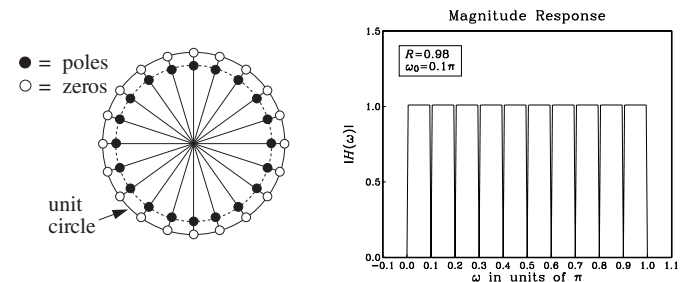 ● = poles
○ = zeros
unit
circle
Magnitude Response
R=0.98
ω₀=0.1π
|H(ω)|
1.5
1.0
0.5
0.0
-0.1 0.0 0.1 0.2 0.3 0.4 0.5 0.6 0.7 0.8 0.9 1.0 1.1
ω in units of π